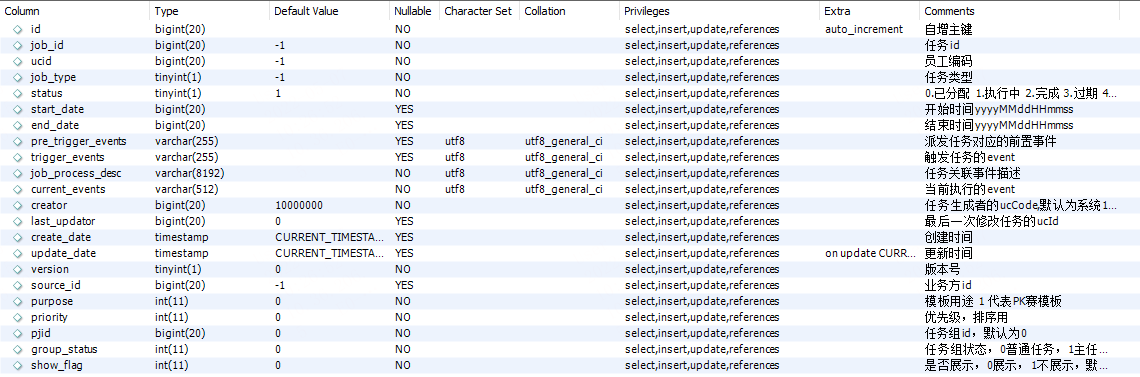 Column Type Default Value Nullable Character Set Collation Privileges Extra Comments
id bigint(20) NO select,insert,update,references auto_increment 自增主键
job_id bigint(20) -1 NO select,insert,update,references 任务id
ucid bigint(20) -1 NO select,insert,update,references 员工编码
job_type tinyint(1) -1 NO select,insert,update,references 任务类型
status tinyint(1) 1 NO select,insert,update,references 0.已分配 1.执行中 2.完成 3.过期 4...
start_date bigint(20) YES select,insert,update,references 开始时间yyyyMMddHHmmss
end_date bigint(20) YES select,insert,update,references 结束时间yyyyMMddHHmmss
pre_trigger_events varchar(255) YES utf8 utf8_general_ci select,insert,update,references 派发任务对应的前置事件
trigger_events varchar(255) YES utf8 utf8_general_ci select,insert,update,references 触发任务的event
job_process_desc varchar(8192) NO utf8 utf8_general_ci select,insert,update,references 任务关联事件描述
current_events varchar(512) NO utf8 utf8_general_ci select,insert,update,references 当前执行的event
creator bigint(20) 10000000 NO select,insert,update,references 任务生成者的ucCode,默认为系统1...
last_updator bigint(20) 0 YES select,insert,update,references 最后一次修改任务的ucId
create_date timestamp CURRENT_TIMESTA... YES select,insert,update,references 创建时间
update_date timestamp CURRENT_TIMESTA... YES select,insert,update,references on update CURR... 更新时间
version tinyint(1) 0 NO select,insert,update,references 版本号
source_id bigint(20) -1 YES select,insert,update,references 业务方id
purpose int(11) 0 NO select,insert,update,references 模板用途 1 代表PK赛模板
priority int(11) 0 NO select,insert,update,references 优先级，排序用
pjid bigint(20) 0 NO select,insert,update,references 任务组id，默认为0
group_status int(11) 0 NO select,insert,update,references 任务组状态，0普通任务，1主任...
show_flag int(11) 0 NO select,insert,update,references 是否展示，0展示，1不展示，默...